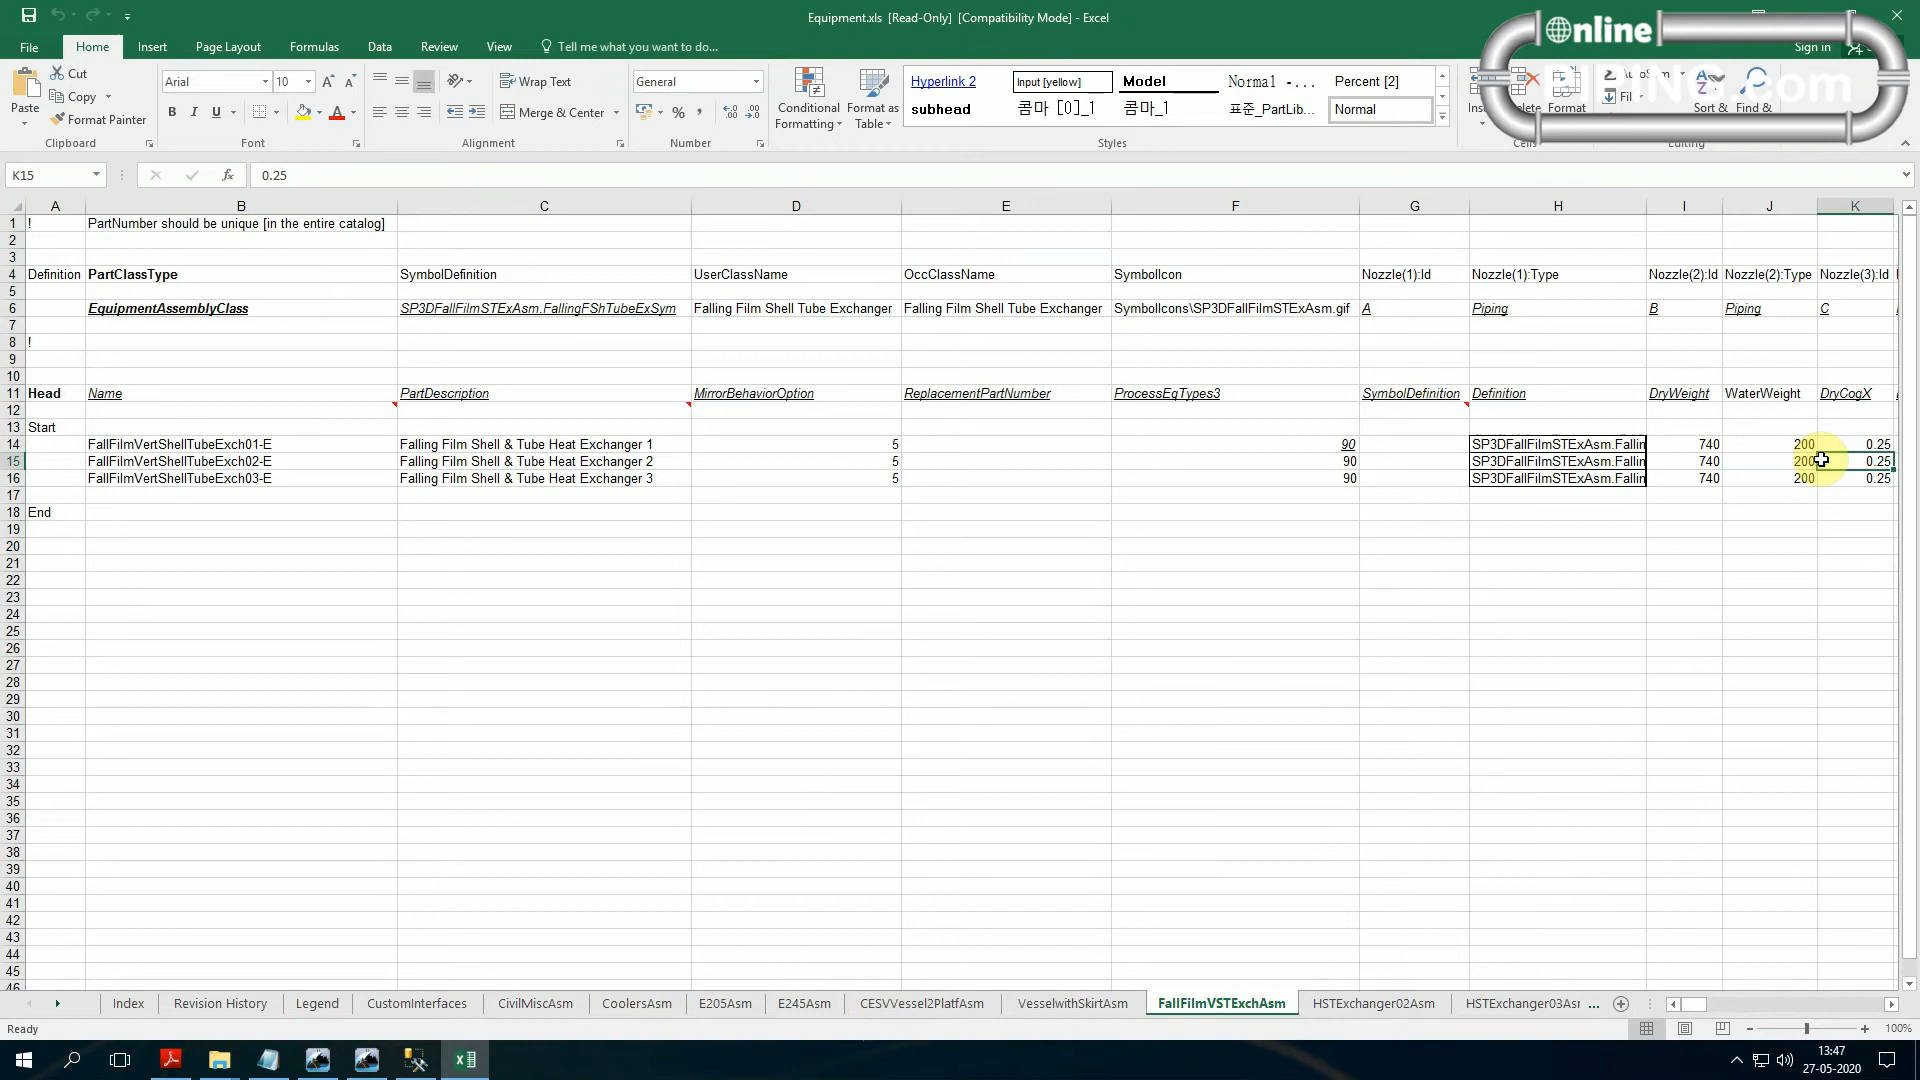 Equipment.xls [Read-Only] [Compatibility Mode] - Excel
Online
PIPING.com
File Home Insert Page Layout Formulas Data Review View Tell me what you want to do... Sign in
Paste
Cut
Copy
Format Painter
Clipboard
Arial 10
B I U
Font
Wrap Text
Merge & Center
Alignment
General
%
Number
Conditional Formatting
Format as Table
Hyperlink 2 Input [yellow] Model Normal -... Percent [2]
subhead 콤마 [0]_1 콤마_1 표준_PartLib... Normal
Styles
Format
Cells
Sort &
Find &
Editing
K15 fx 0.25
A B C D E F G H I J K
1 ! PartNumber should be unique [in the entire catalog]
2
3
4 Definition PartClassType SymbolDefinition UserClassName OccClassName SymbolIcon Nozzle(1):Id Nozzle(1):Type Nozzle(2):Id Nozzle(2):Type Nozzle(3):Id
5
6 EquipmentAssemblyClass SP3DFallFilmSTExAsm.FallingFShTubeExSym Falling Film Shell Tube Exchanger Falling Film Shell Tube Exchanger SymbolIcons\SP3DFallFilmSTExAsm.gif A Piping B Piping C
7
8 !
9
10
11 Head Name PartDescription MirrorBehaviorOption ReplacementPartNumber ProcessEqTypes3 SymbolDefinition Definition DryWeight WaterWeight DryCogX
12
13 Start
14 FallFilmVertShellTubeExch01-E Falling Film Shell & Tube Heat Exchanger 1 5 90 SP3DFallFilmSTExAsm.Fallin 740 200 0.25
15 FallFilmVertShellTubeExch02-E Falling Film Shell & Tube Heat Exchanger 2 5 90 SP3DFallFilmSTExAsm.Fallin 740 200 0.25
16 FallFilmVertShellTubeExch03-E Falling Film Shell & Tube Heat Exchanger 3 5 90 SP3DFallFilmSTExAsm.Fallin 740 200 0.25
17
18 End
19
20
21
22
23
24
25
26
27
28
29
30
31
32
33
34
35
36
37
38
39
40
41
42
43
44
45
46
Index Revision History Legend CustomInterfaces CivilMiscAsm CoolersAsm E205Asm E245Asm CESVVessel2PlatfAsm VesselwithSkirtAsm FallFilmVSTExchAsm HSTExchanger02Asm HSTExchanger03Asr ...
Ready 100%
13:47
27-05-2020